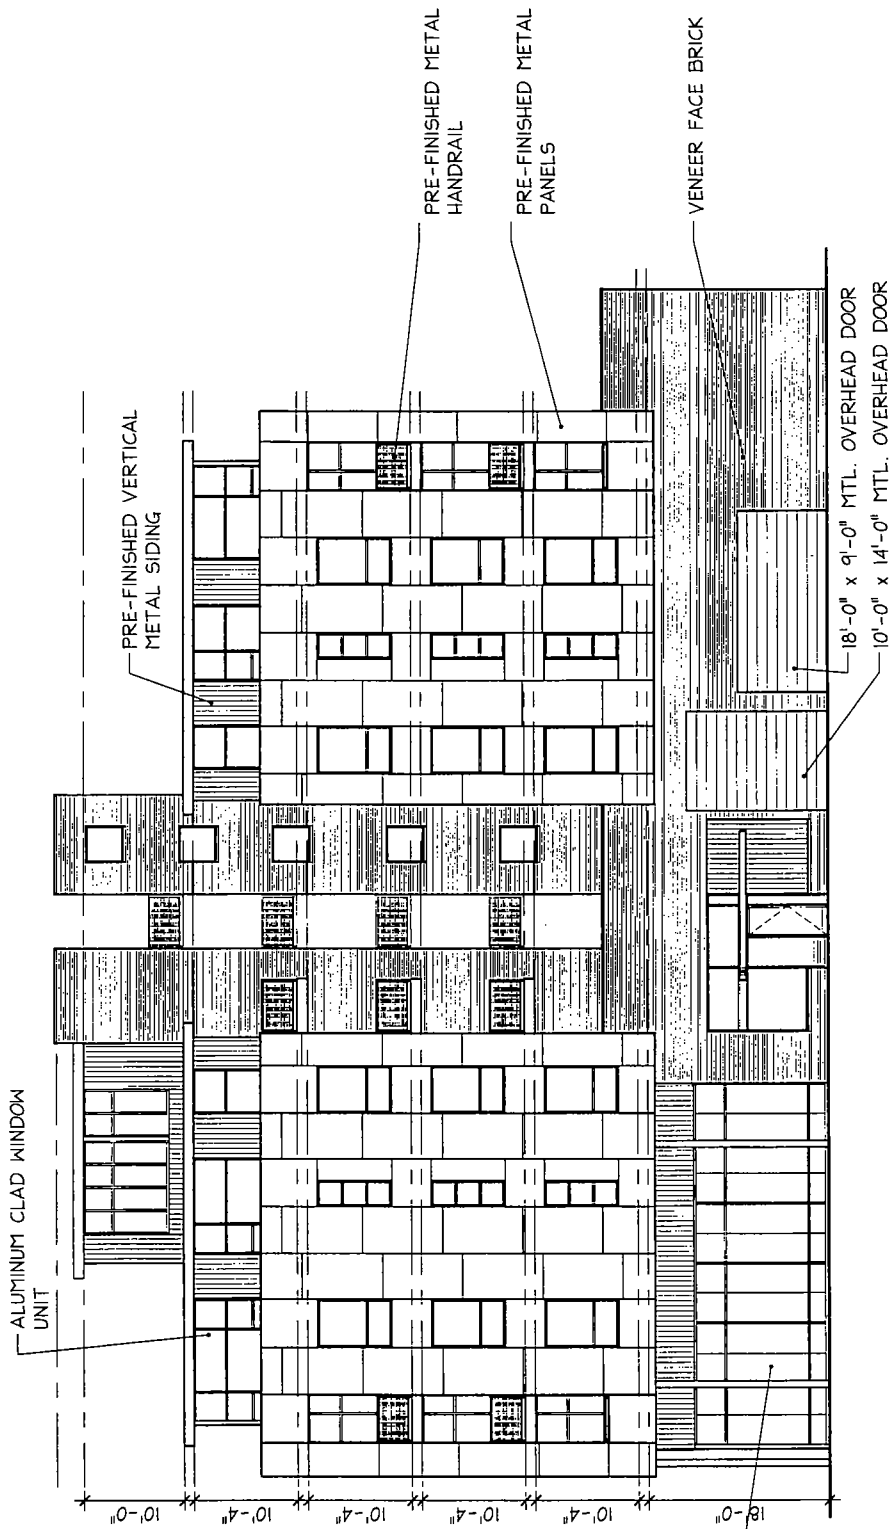 ALUMINUM CLAD WINDOW
UNIT
PRE-FINISHED VERTICAL
METAL SIDING
PRE-FINISHED METAL
HANDRAIL
PRE-FINISHED METAL
PANELS
VENEER FACE BRICK
18'-0" x 9'-0" MTL. OVERHEAD DOOR
10'-0" x 14'-0" MTL. OVERHEAD DOOR
10'-0"
10'-4"
10'-4"
10'-4"
10'-4"
18'-0"